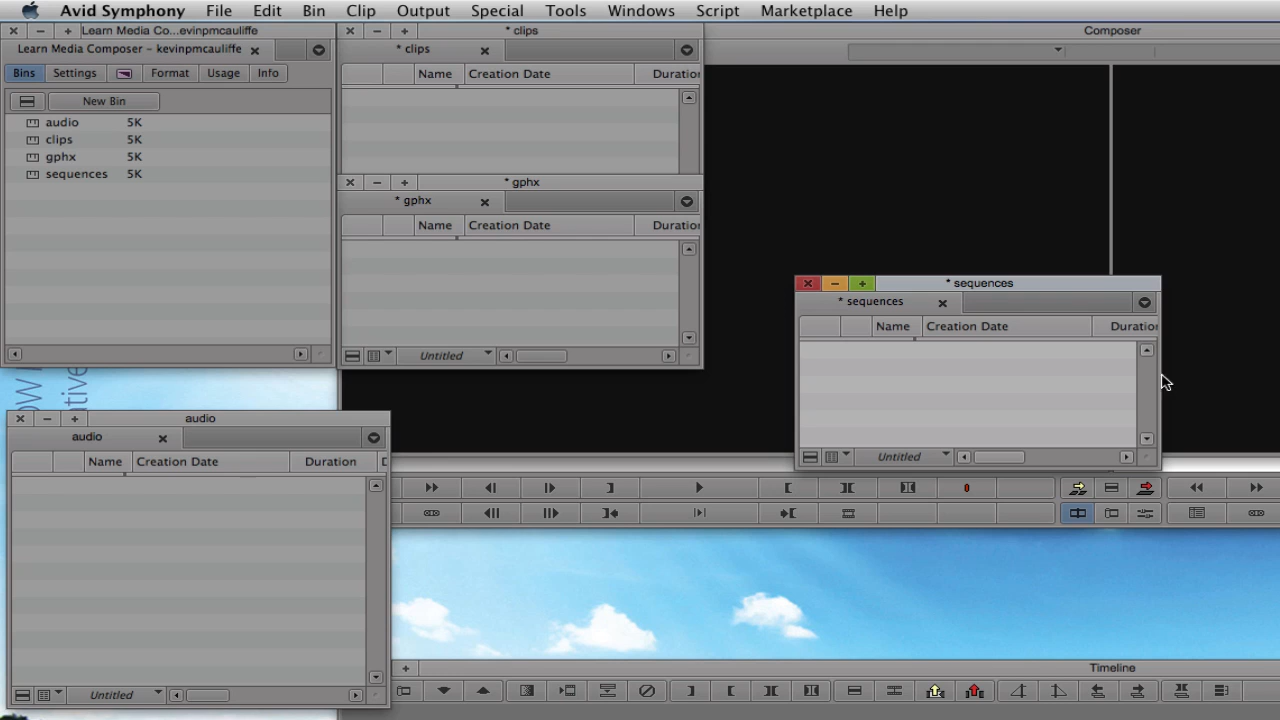 Avid Symphony File Edit Bin Clip Output Special Tools Windows Script Marketplace Help
Learn Media Co...evinpmcauliffe
Learn Media Composer – kevinpmcauliffe
Bins Settings Format Usage Info
New Bin
audio 5K
clips 5K
gphx 5K
sequences 5K
* clips
* clips
Name Creation Date Duratio
* gphx
* gphx
Name Creation Date Duratio
Untitled
Composer
* sequences
* sequences
Name Creation Date Duratio
Untitled
audio
audio
Name Creation Date Duration
Untitled
Timeline